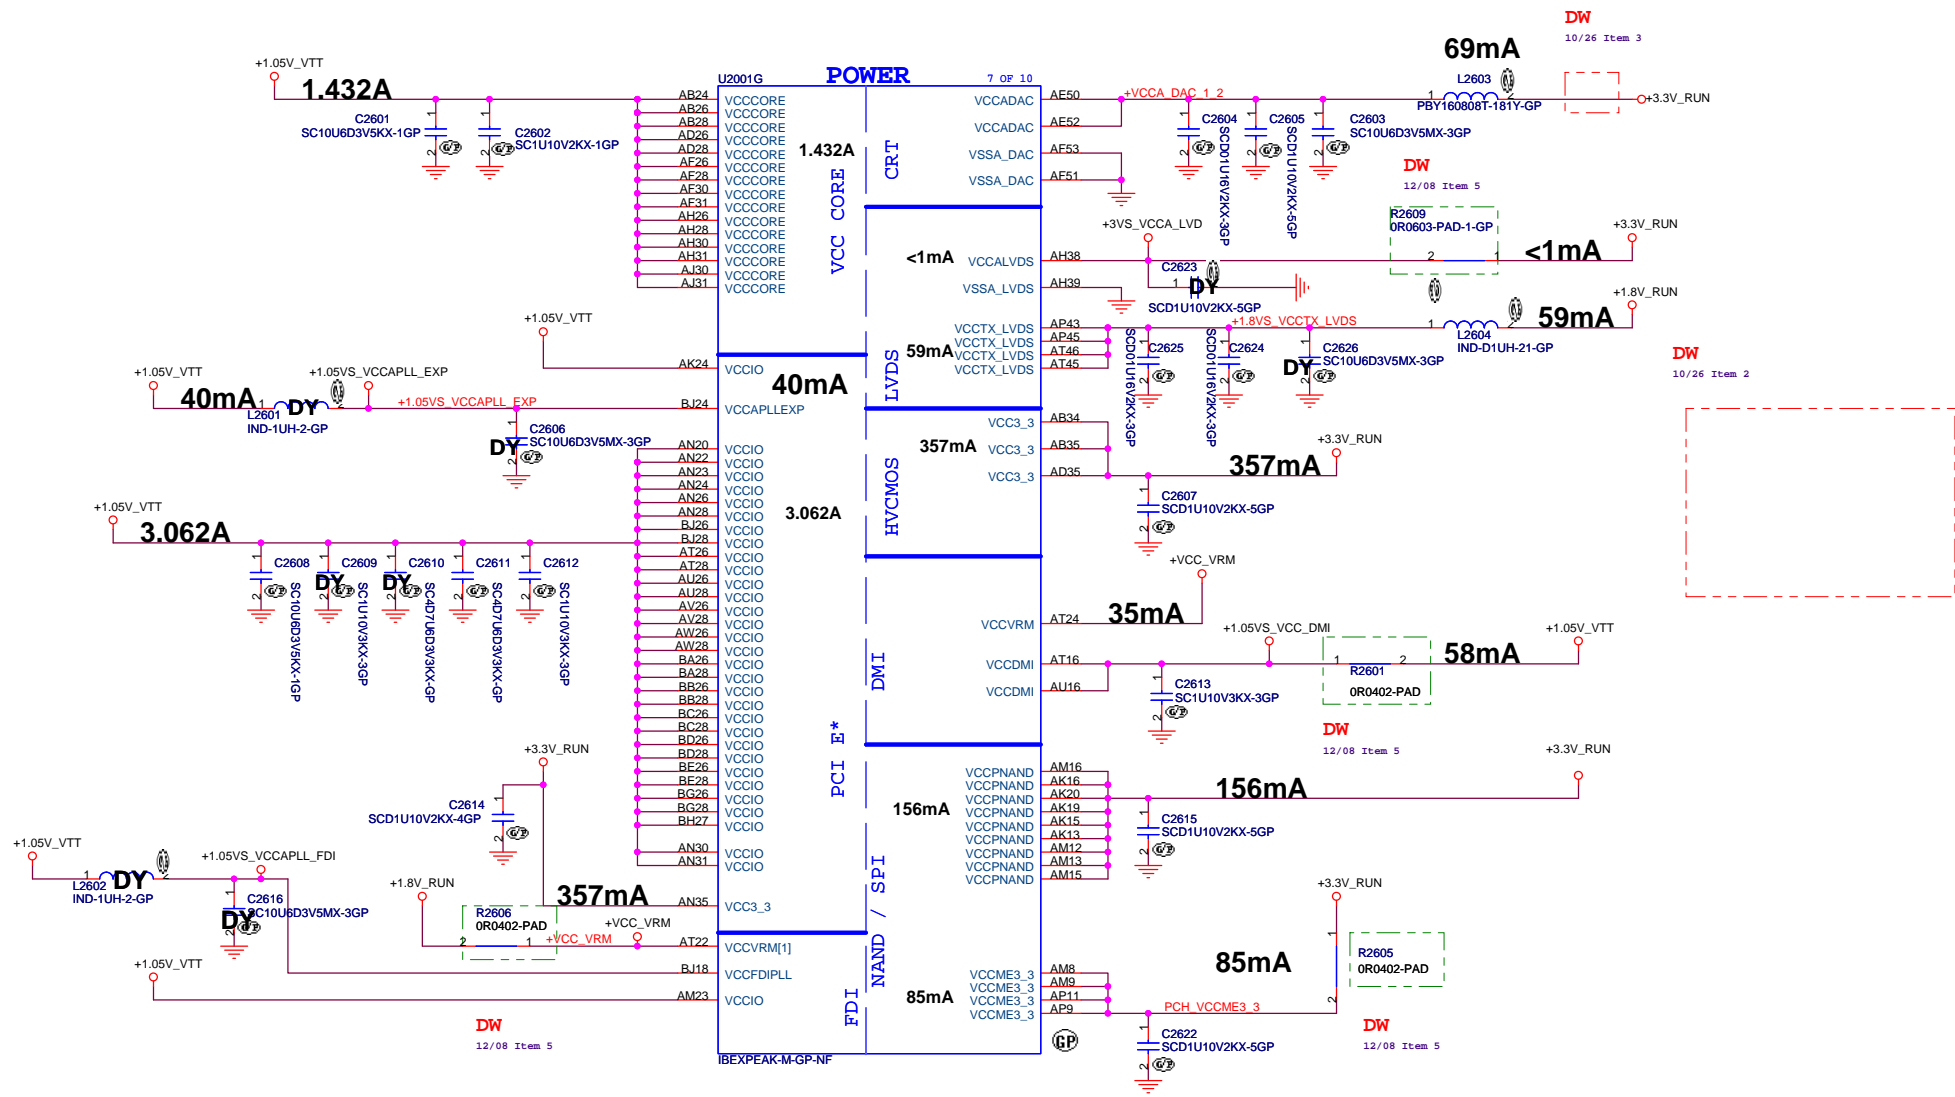 DW
10/26 Item 3
69mA
+1.05V_VTT
1.432A
U2001G
POWER
7 OF 10
L2603
PBY160808T-181Y-GP
+3.3V_RUN
C2601
SC10U6D3V5KX-1GP
C2602
SC1U10V2KX-1GP
AB24 VCCCORE
AB26 VCCCORE
AB28 VCCCORE
AD26 VCCCORE
AD28 VCCCORE
AF26 VCCCORE
AF28 VCCCORE
AF30 VCCCORE
AF31 VCCCORE
AH26 VCCCORE
AH28 VCCCORE
AH30 VCCCORE
AH31 VCCCORE
AJ30 VCCCORE
AJ31 VCCCORE
1.432A
VCC CORE
CRT
VCCADAC AE50
VCCADAC AE52
VSSA_DAC AF53
VSSA_DAC AF51
+VCCA_DAC_1_2
C2604
SCD01U16V2KX-3GP
C2605
SCD1U10V2KX-5GP
C2603
SC10U6D3V5MX-3GP
DW
12/08 Item 5
R2609
0R0603-PAD-1-GP
+3VS_VCCA_LVD
+3.3V_RUN
<1mA
<1mA
VCCALVDS AH38
VSSA_LVDS AH39
C2623
DY
SCD1U10V2KX-5GP
+1.8V_RUN
59mA
L2604
IND-D1UH-21-GP
+1.8VS_VCCTX_LVDS
VCCTX_LVDS AP43
VCCTX_LVDS AP45
VCCTX_LVDS AT46
VCCTX_LVDS AT45
59mA
LVDS
C2625
SCD01U16V2KX-3GP
C2624
SCD01U16V2KX-3GP
C2626
SC10U6D3V5MX-3GP
DY
DW
10/26 Item 2
+1.05V_VTT
AK24 VCCIO
40mA
+1.05V_VTT
40mA
L2601
DY
IND-1UH-2-GP
+1.05VS_VCCAPLL_EXP
+1.05VS_VCCAPLL_EXP
BJ24 VCCAPLLEXP
C2606
SC10U6D3V5MX-3GP
DY
VCC3_3 AB34
VCC3_3 AB35
VCC3_3 AD35
357mA
HVCMOS
357mA
+3.3V_RUN
C2607
SCD1U10V2KX-5GP
+1.05V_VTT
3.062A
3.062A
AN20 VCCIO
AN22 VCCIO
AN23 VCCIO
AN24 VCCIO
AN26 VCCIO
AN28 VCCIO
BJ26 VCCIO
BJ28 VCCIO
AT26 VCCIO
AT28 VCCIO
AU26 VCCIO
AU28 VCCIO
AV26 VCCIO
AV28 VCCIO
AW26 VCCIO
AW28 VCCIO
BA26 VCCIO
BA28 VCCIO
BB26 VCCIO
BB28 VCCIO
BC26 VCCIO
BC28 VCCIO
BD26 VCCIO
BD28 VCCIO
BE26 VCCIO
BE28 VCCIO
BG26 VCCIO
BG28 VCCIO
BH27 VCCIO
AN30 VCCIO
AN31 VCCIO
PCI E*
C2608
SC10U6D3V5KX-1GP
C2609
DY
SC1U10V3KX-3GP
C2610
DY
SC4D7U6D3V3KX-GP
C2611
SC4D7U6D3V3KX-GP
C2612
SC1U10V3KX-3GP
+VCC_VRM
35mA
VCCVRM AT24
DMI
VCCDMI AT16
VCCDMI AU16
+1.05VS_VCC_DMI
R2601
0R0402-PAD
58mA
+1.05V_VTT
C2613
SC1U10V3KX-3GP
DW
12/08 Item 5
+3.3V_RUN
156mA
156mA
VCCPNAND AM16
VCCPNAND AK16
VCCPNAND AK20
VCCPNAND AK19
VCCPNAND AK15
VCCPNAND AK13
VCCPNAND AM12
VCCPNAND AM13
VCCPNAND AM15
NAND / SPI
C2615
SCD1U10V2KX-5GP
+3.3V_RUN
C2614
SCD1U10V2KX-4GP
357mA
AN35 VCC3_3
+1.05V_VTT
L2602
DY
IND-1UH-2-GP
+1.05VS_VCCAPLL_FDI
C2616
SC10U6D3V5MX-3GP
DY
+1.8V_RUN
R2606
0R0402-PAD
+VCC_VRM
+VCC_VRM
AT22 VCCVRM[1]
BJ18 VCCFDIPLL
+1.05V_VTT
AM23 VCCIO
FDI
DW
12/08 Item 5
+3.3V_RUN
R2605
0R0402-PAD
85mA
85mA
VCCME3_3 AM8
VCCME3_3 AM9
VCCME3_3 AP11
VCCME3_3 AP9
PCH_VCCME3_3
C2622
SCD1U10V2KX-5GP
DW
12/08 Item 5
GP
IBEXPEAK-M-GP-NF